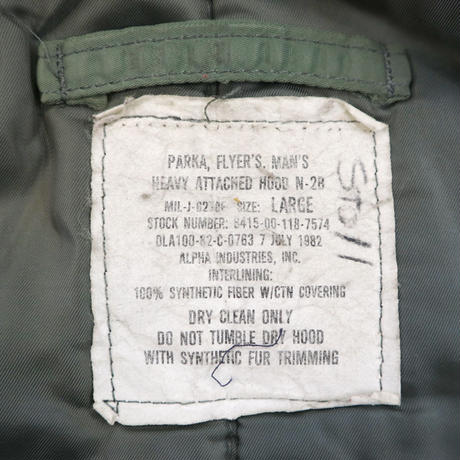 PARKA, FLYER'S. MAN'S
HEAVY ATTACHED HOOD N-2B
SIZE: LARGE
STOCK NUMBER: 8415-00-118-7574
DLA100-82-C-0763 7 JULY 1982
ALPHA INDUSTRIES, INC.
INTERLINING:
100% SYNTHETIC FIBER W/CTN COVERING
DRY CLEAN ONLY
DO NOT TUMBLE DRY HOOD
WITH SYNTHETIC FUR TRIMMING